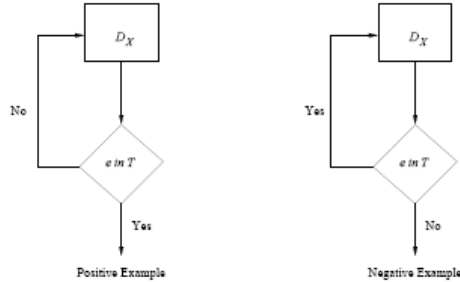 D_X
No
e in T
Yes
Positive Example
D_X
Yes
e in T
No
Negative Example